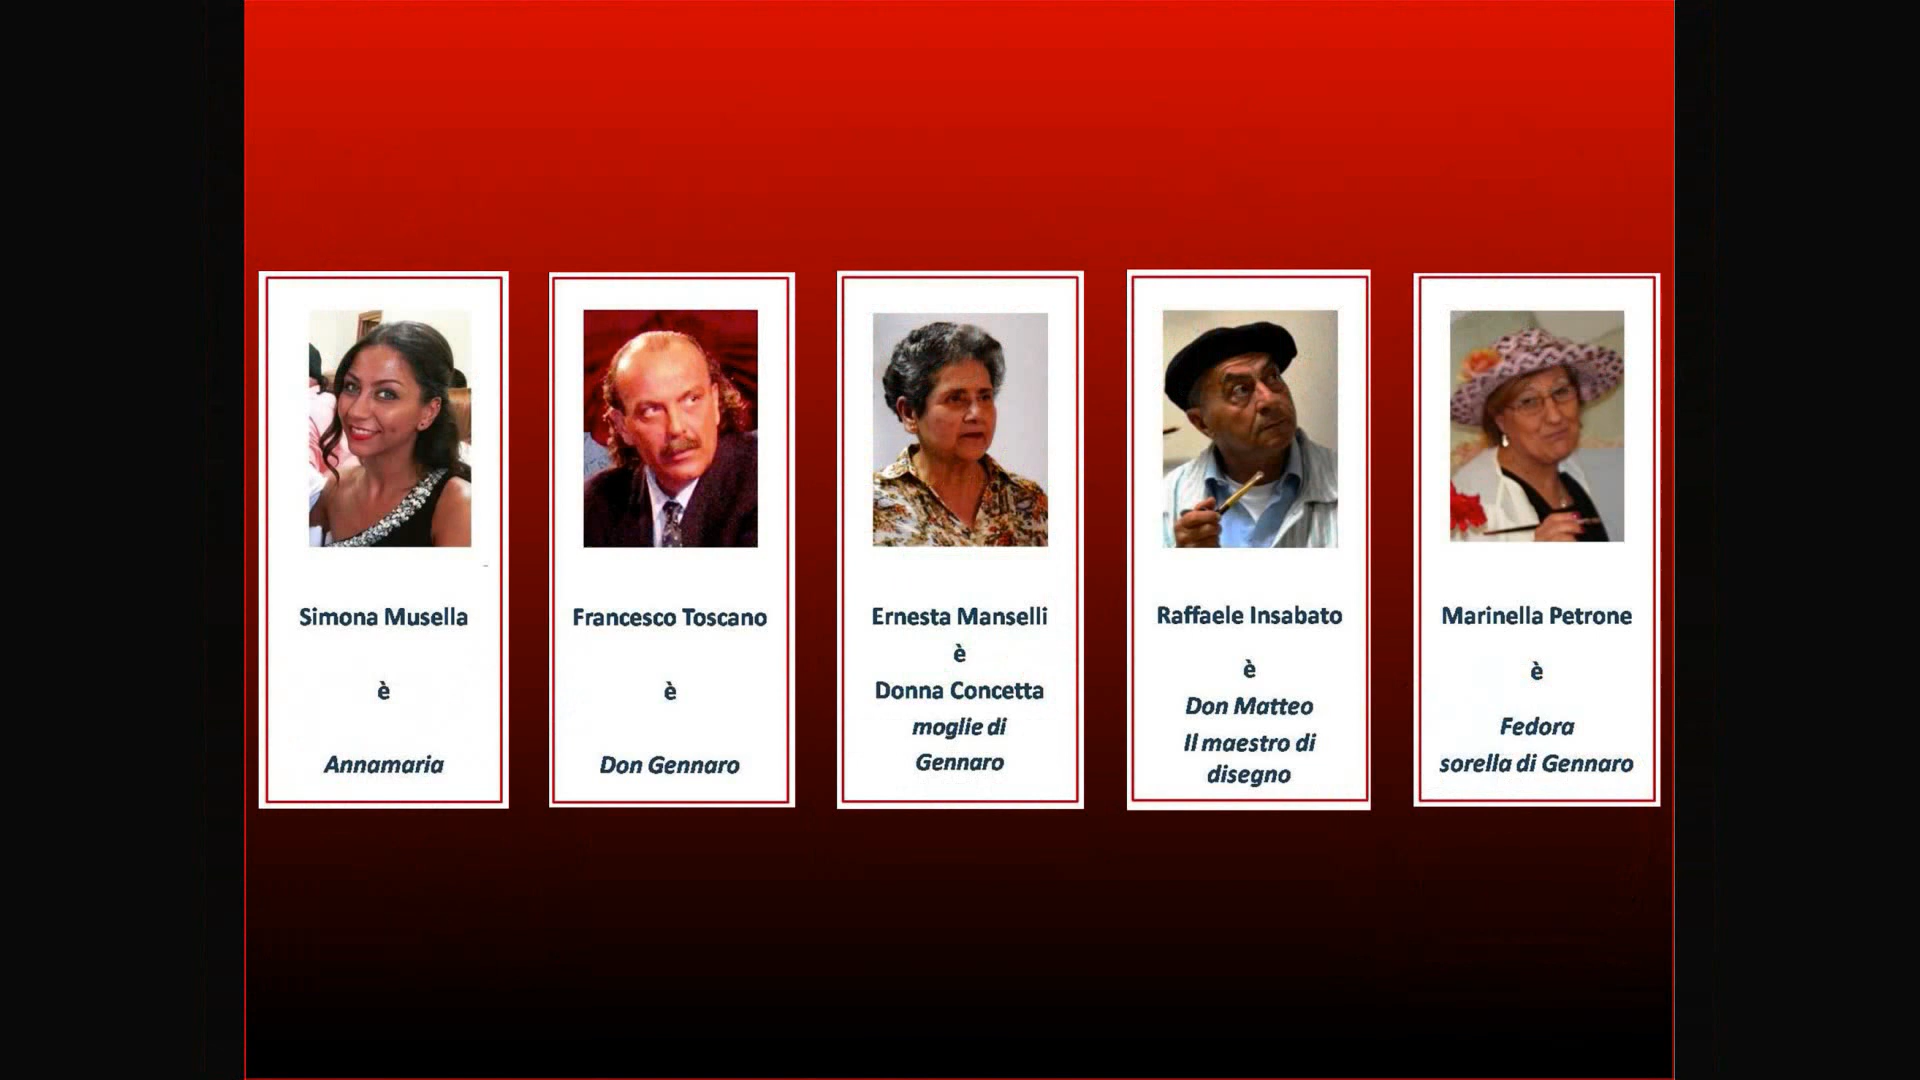 Simona Musella
è
Annamaria
Francesco Toscano
è
Don Gennaro
Ernesta Manselli
è
Donna Concetta
moglie di
Gennaro
Raffaele Insabato
è
Don Matteo
Il maestro di
disegno
Marinella Petrone
è
Fedora
sorella di Gennaro